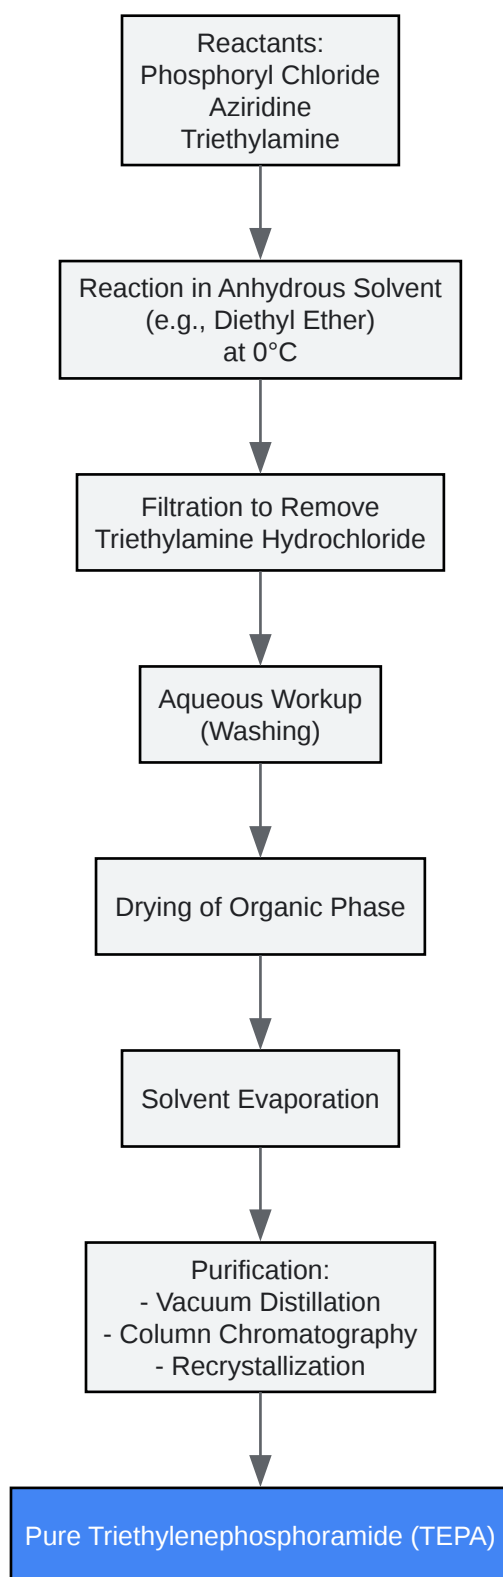 Reactants:
Phosphoryl Chloride
Aziridine
Triethylamine
Reaction in Anhydrous Solvent
(e.g., Diethyl Ether)
at 0°C
Filtration to Remove
Triethylamine Hydrochloride
Aqueous Workup
(Washing)
Drying of Organic Phase
Solvent Evaporation
Purification:
- Vacuum Distillation
- Column Chromatography
- Recrystallization
Pure Triethylenephosphoramide (TEPA)